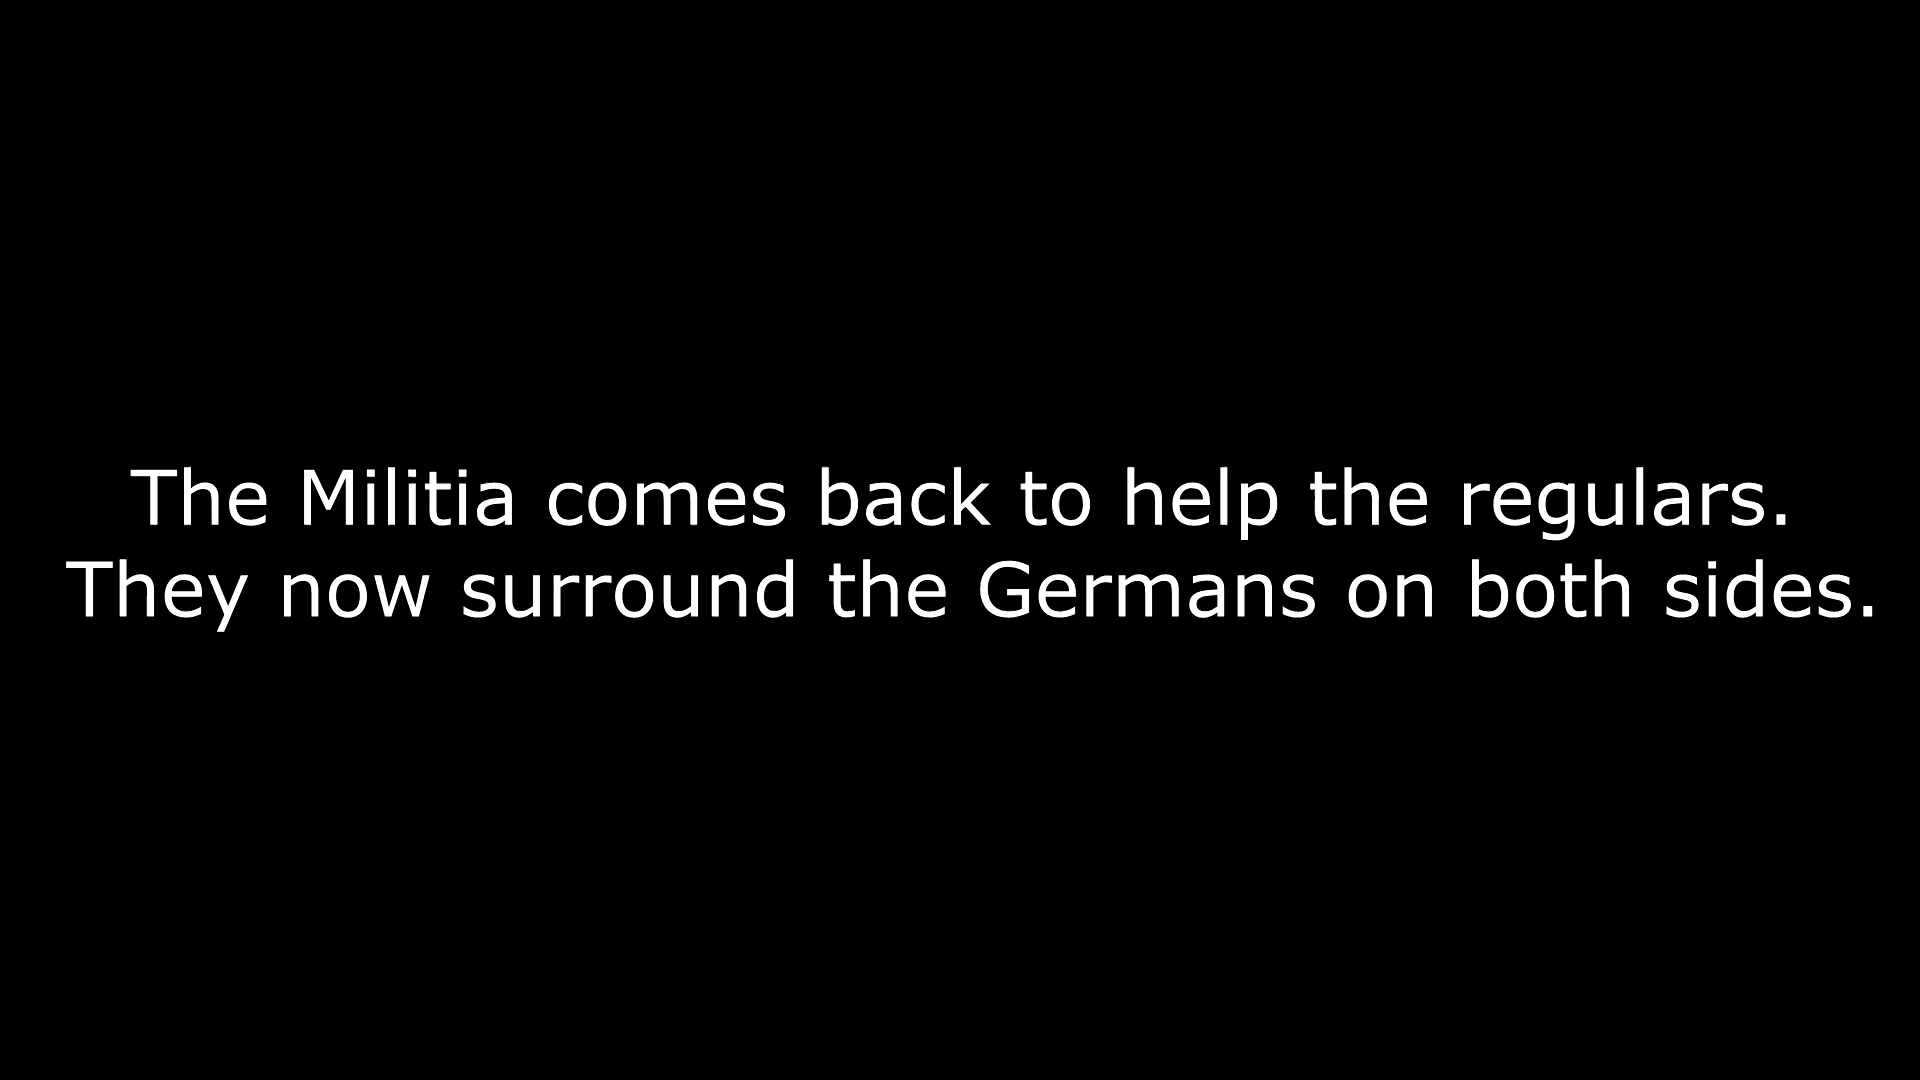 The Militia comes back to help the regulars.
They now surround the Germans on both sides.